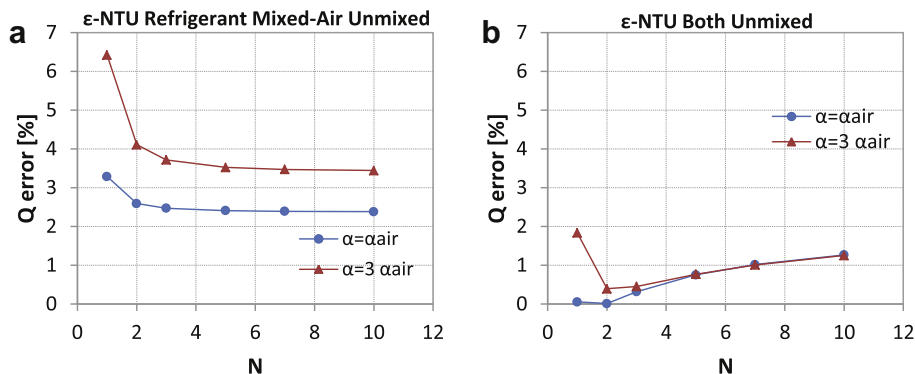 a
ε-NTU Refrigerant Mixed-Air Unmixed
Q error [%]
7
6
5
4
3
2
1
0
0 2 4 6 8 10 12
N
α=αair
α=3 αair
b
ε-NTU Both Unmixed
Q error [%]
7
6
5
4
3
2
1
0
0 2 4 6 8 10 12
N
α=αair
α=3 αair